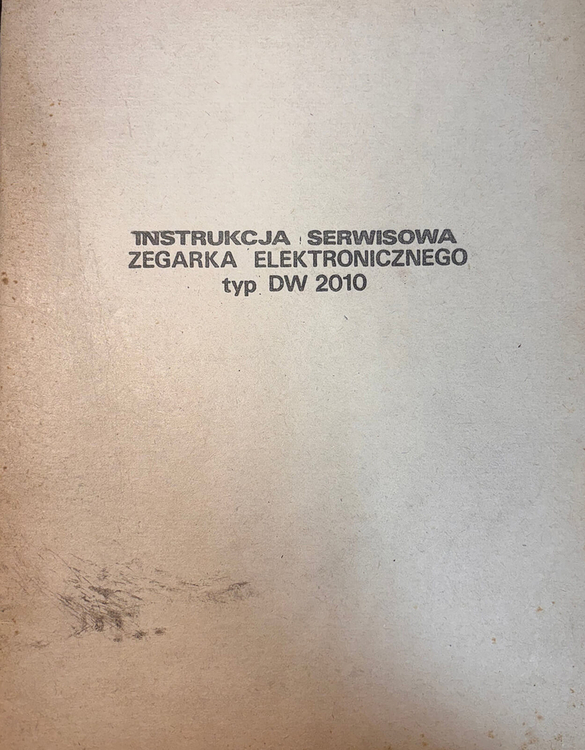 INSTRUKCJA SERWISOWA
ZEGARKA ELEKTRONICZNEGO
typ DW 2010